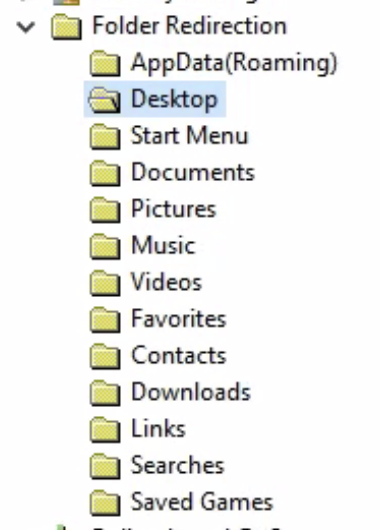 Folder Redirection
AppData(Roaming)
Desktop
Start Menu
Documents
Pictures
Music
Videos
Favorites
Contacts
Downloads
Links
Searches
Saved Games